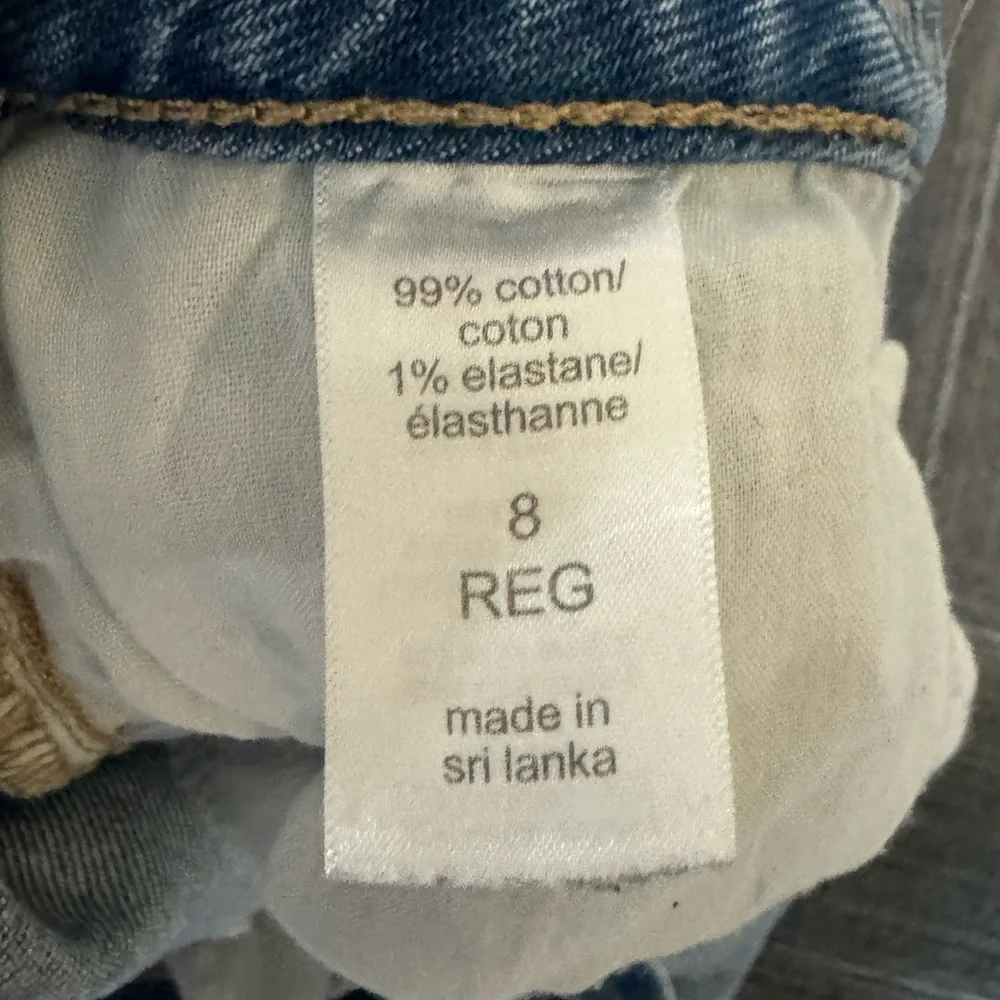 99% cotton/
coton
1% elastane/
élasthanne
8
REG
made in
sri lanka